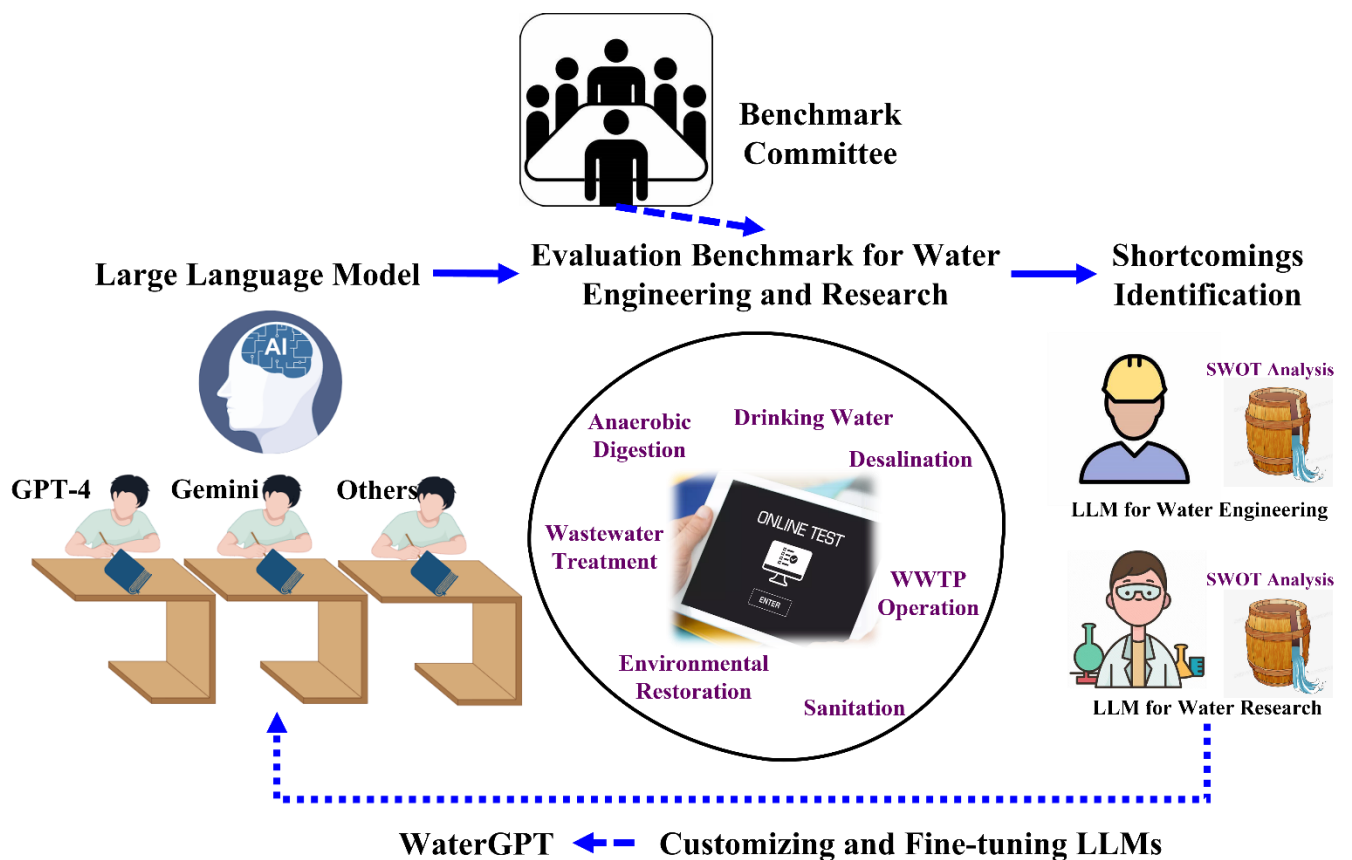 Benchmark
Committee
Large Language Model
Evaluation Benchmark for Water
Engineering and Research
Shortcomings
Identification
AI
GPT-4
Gemini
Others
Anaerobic
Digestion
Drinking Water
Desalination
Wastewater
Treatment
ONLINE TEST
ENTER
WWTP
Operation
Environmental
Restoration
Sanitation
SWOT Analysis
LLM for Water Engineering
SWOT Analysis
LLM for Water Research
WaterGPT
Customizing and Fine-tuning LLMs